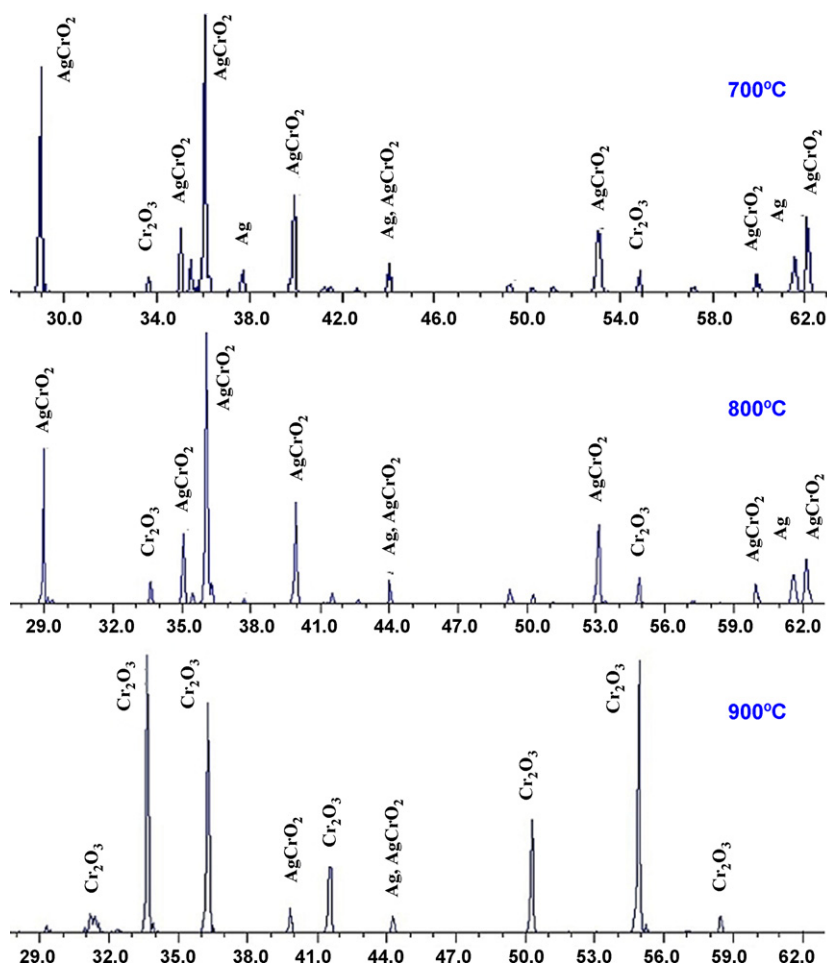 AgCrO₂
AgCrO₂
700ºC
AgCrO₂
AgCrO₂
Ag, AgCrO₂
AgCrO₂
AgCrO₂
Cr₂O₃
Ag
Cr₂O₃
AgCrO₂
Ag
30.0 34.0 38.0 42.0 46.0 50.0 54.0 58.0 62.0
AgCrO₂
AgCrO₂
800ºC
AgCrO₂
AgCrO₂
Ag, AgCrO₂
AgCrO₂
AgCrO₂
Cr₂O₃
Cr₂O₃
AgCrO₂
Ag
29.0 32.0 35.0 38.0 41.0 44.0 47.0 50.0 53.0 56.0 59.0 62.0
Cr₂O₃
Cr₂O₃
Cr₂O₃
900ºC
Cr₂O₃
Cr₂O₃
AgCrO₂
Cr₂O₃
Ag, AgCrO₂
Cr₂O₃
29.0 32.0 35.0 38.0 41.0 44.0 47.0 50.0 53.0 56.0 59.0 62.0